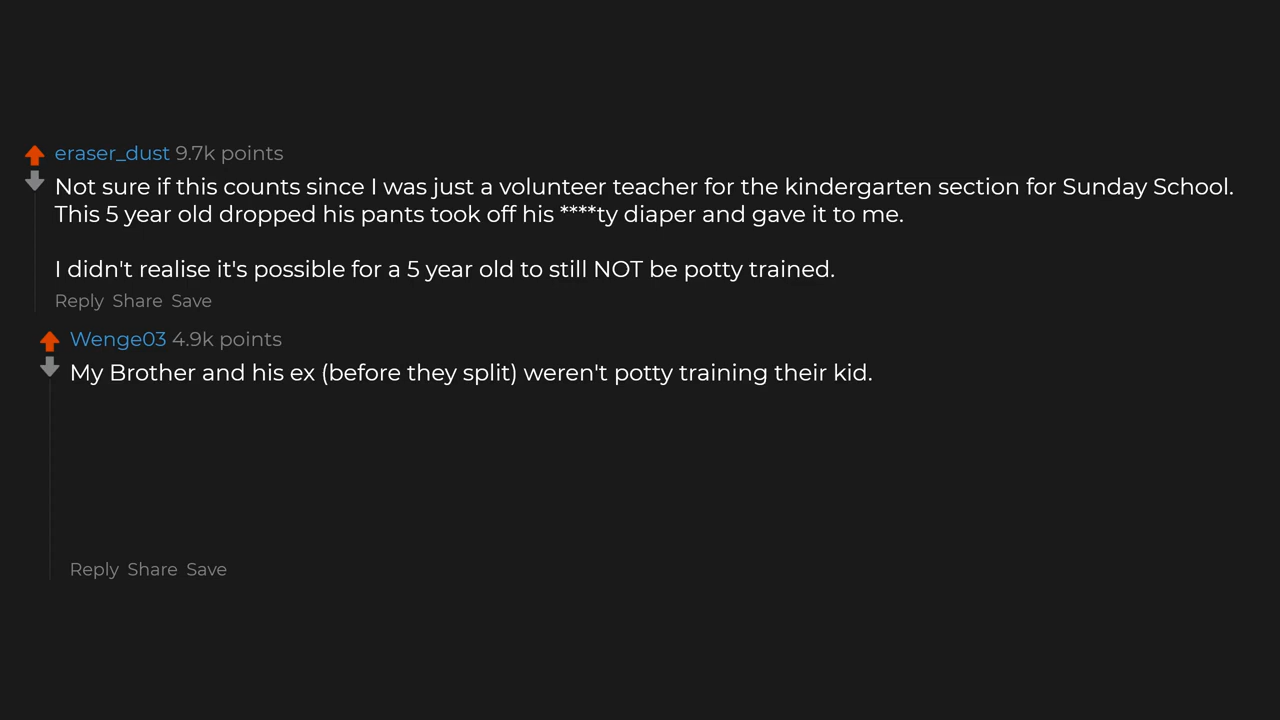 eraser_dust 9.7k points
Not sure if this counts since I was just a volunteer teacher for the kindergarten section for Sunday School.
This 5 year old dropped his pants took off his ****ty diaper and gave it to me.
I didn't realise it's possible for a 5 year old to still NOT be potty trained.
Reply Share Save
Wenge03 4.9k points
My Brother and his ex (before they split) weren't potty training their kid.
Reply Share Save